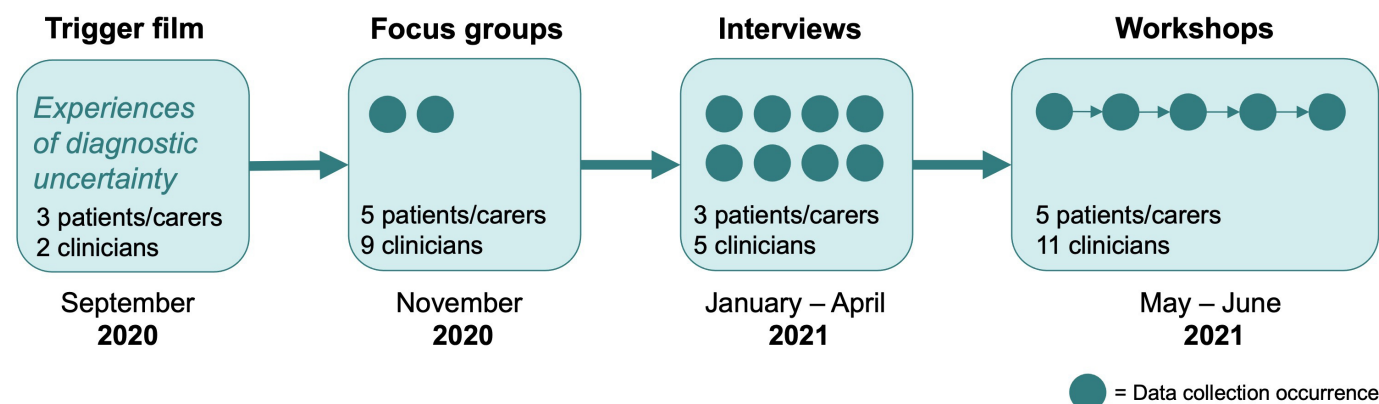 Trigger film
Experiences
of diagnostic
uncertainty
3 patients/carers
2 clinicians
September
2020
Focus groups
5 patients/carers
9 clinicians
November
2020
Interviews
3 patients/carers
5 clinicians
January – April
2021
Workshops
5 patients/carers
11 clinicians
May – June
2021
= Data collection occurrence